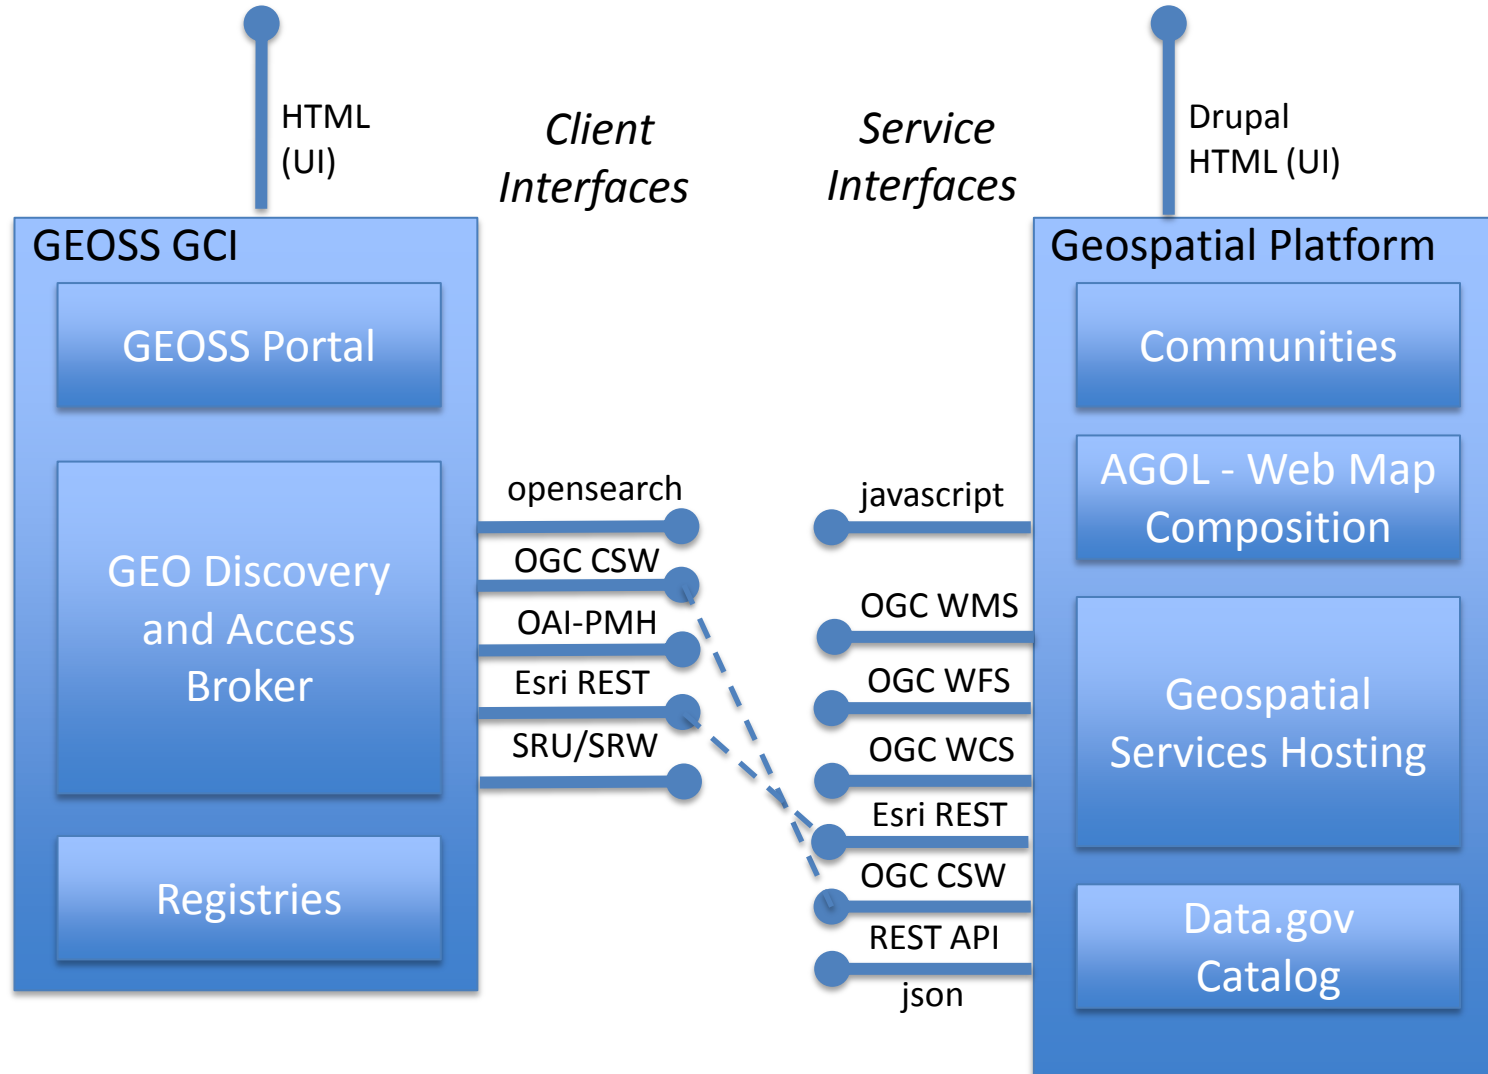 HTML
(UI)
Client
Interfaces
Service
Interfaces
Drupal
HTML (UI)
GEOSS GCI
GEOSS Portal
GEO Discovery
and Access
Broker
Registries
opensearch
OGC CSW
OAI-PMH
Esri REST
SRU/SRW
javascript
OGC WMS
OGC WFS
OGC WCS
Esri REST
OGC CSW
REST API
json
Geospatial Platform
Communities
AGOL - Web Map
Composition
Geospatial
Services Hosting
Data.gov
Catalog